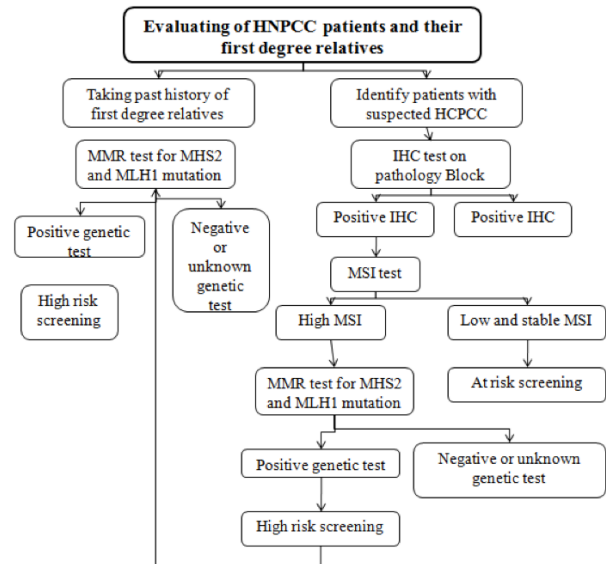 Evaluating of HNPCC patients and their
first degree relatives
Taking past history of
first degree relatives
Identify patients with
suspected HCPCC
MMR test for MHS2
and MLH1 mutation
IHC test on
pathology Block
Positive genetic
test
Negative
or
unknown
genetic
test
Positive IHC
Positive IHC
MSI test
High risk
screening
High MSI
Low and stable MSI
MMR test for MHS2
and MLH1 mutation
At risk screening
Positive genetic test
Negative or unknown
genetic test
High risk screening